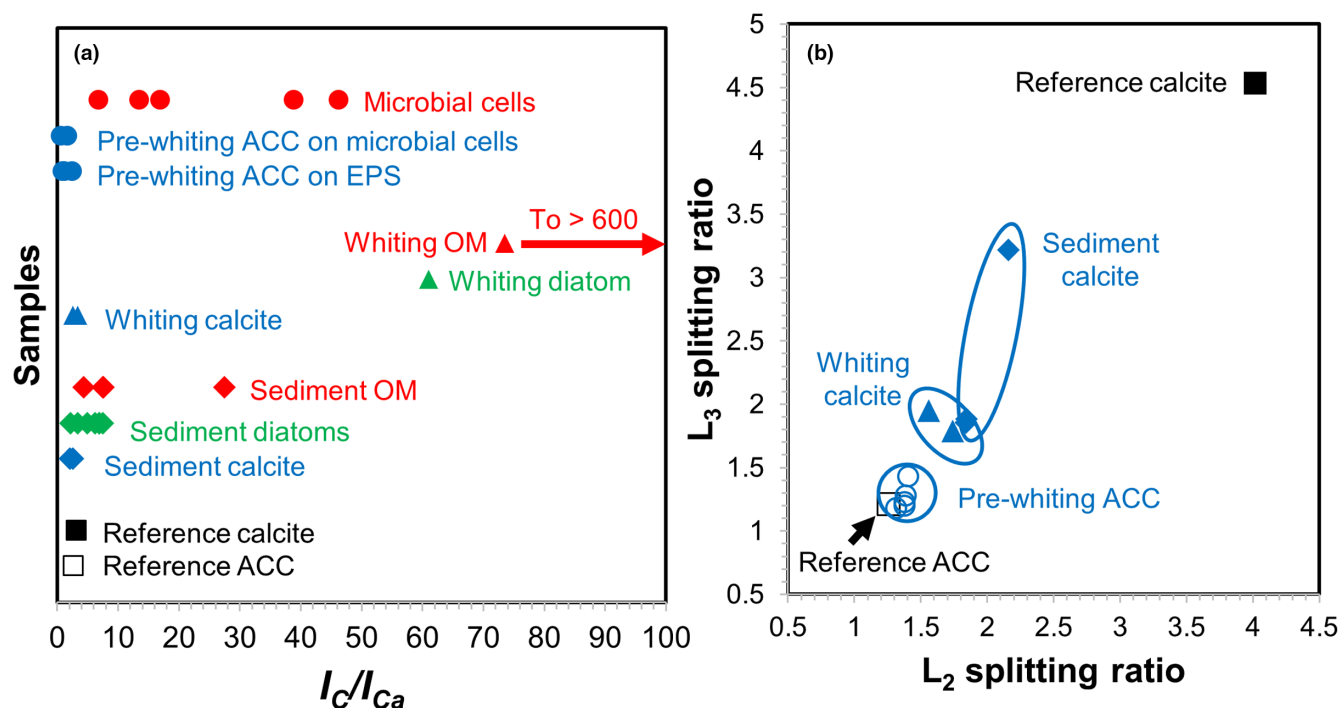 (a)
Microbial cells
Pre-whiting ACC on microbial cells
Pre-whiting ACC on EPS
To > 600
Whiting OM
Whiting diatom
Whiting calcite
Sediment OM
Sediment diatoms
Sediment calcite
Reference calcite
Reference ACC
Samples
0 10 20 30 40 50 60 70 80 90 100
I_C/I_Ca
(b)
5
4.5
4
3.5
3
2.5
2
1.5
1
0.5
L3 splitting ratio
Reference calcite
Sediment
calcite
Whiting
calcite
Pre-whiting ACC
Reference ACC
0.5 1 1.5 2 2.5 3 3.5 4 4.5
L2 splitting ratio